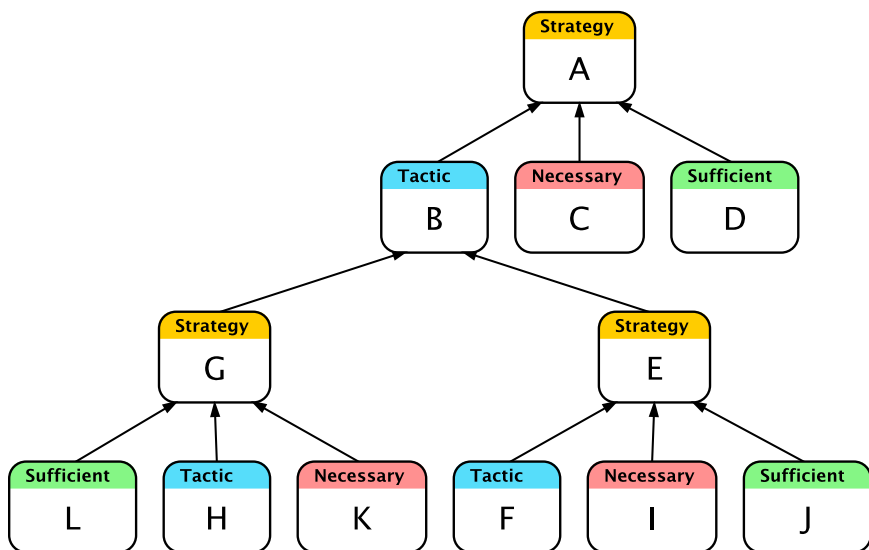 Strategy
A
Tactic
B
Necessary
C
Sufficient
D
Strategy
G
Strategy
E
Sufficient
L
Tactic
H
Necessary
K
Tactic
F
Necessary
I
Sufficient
J